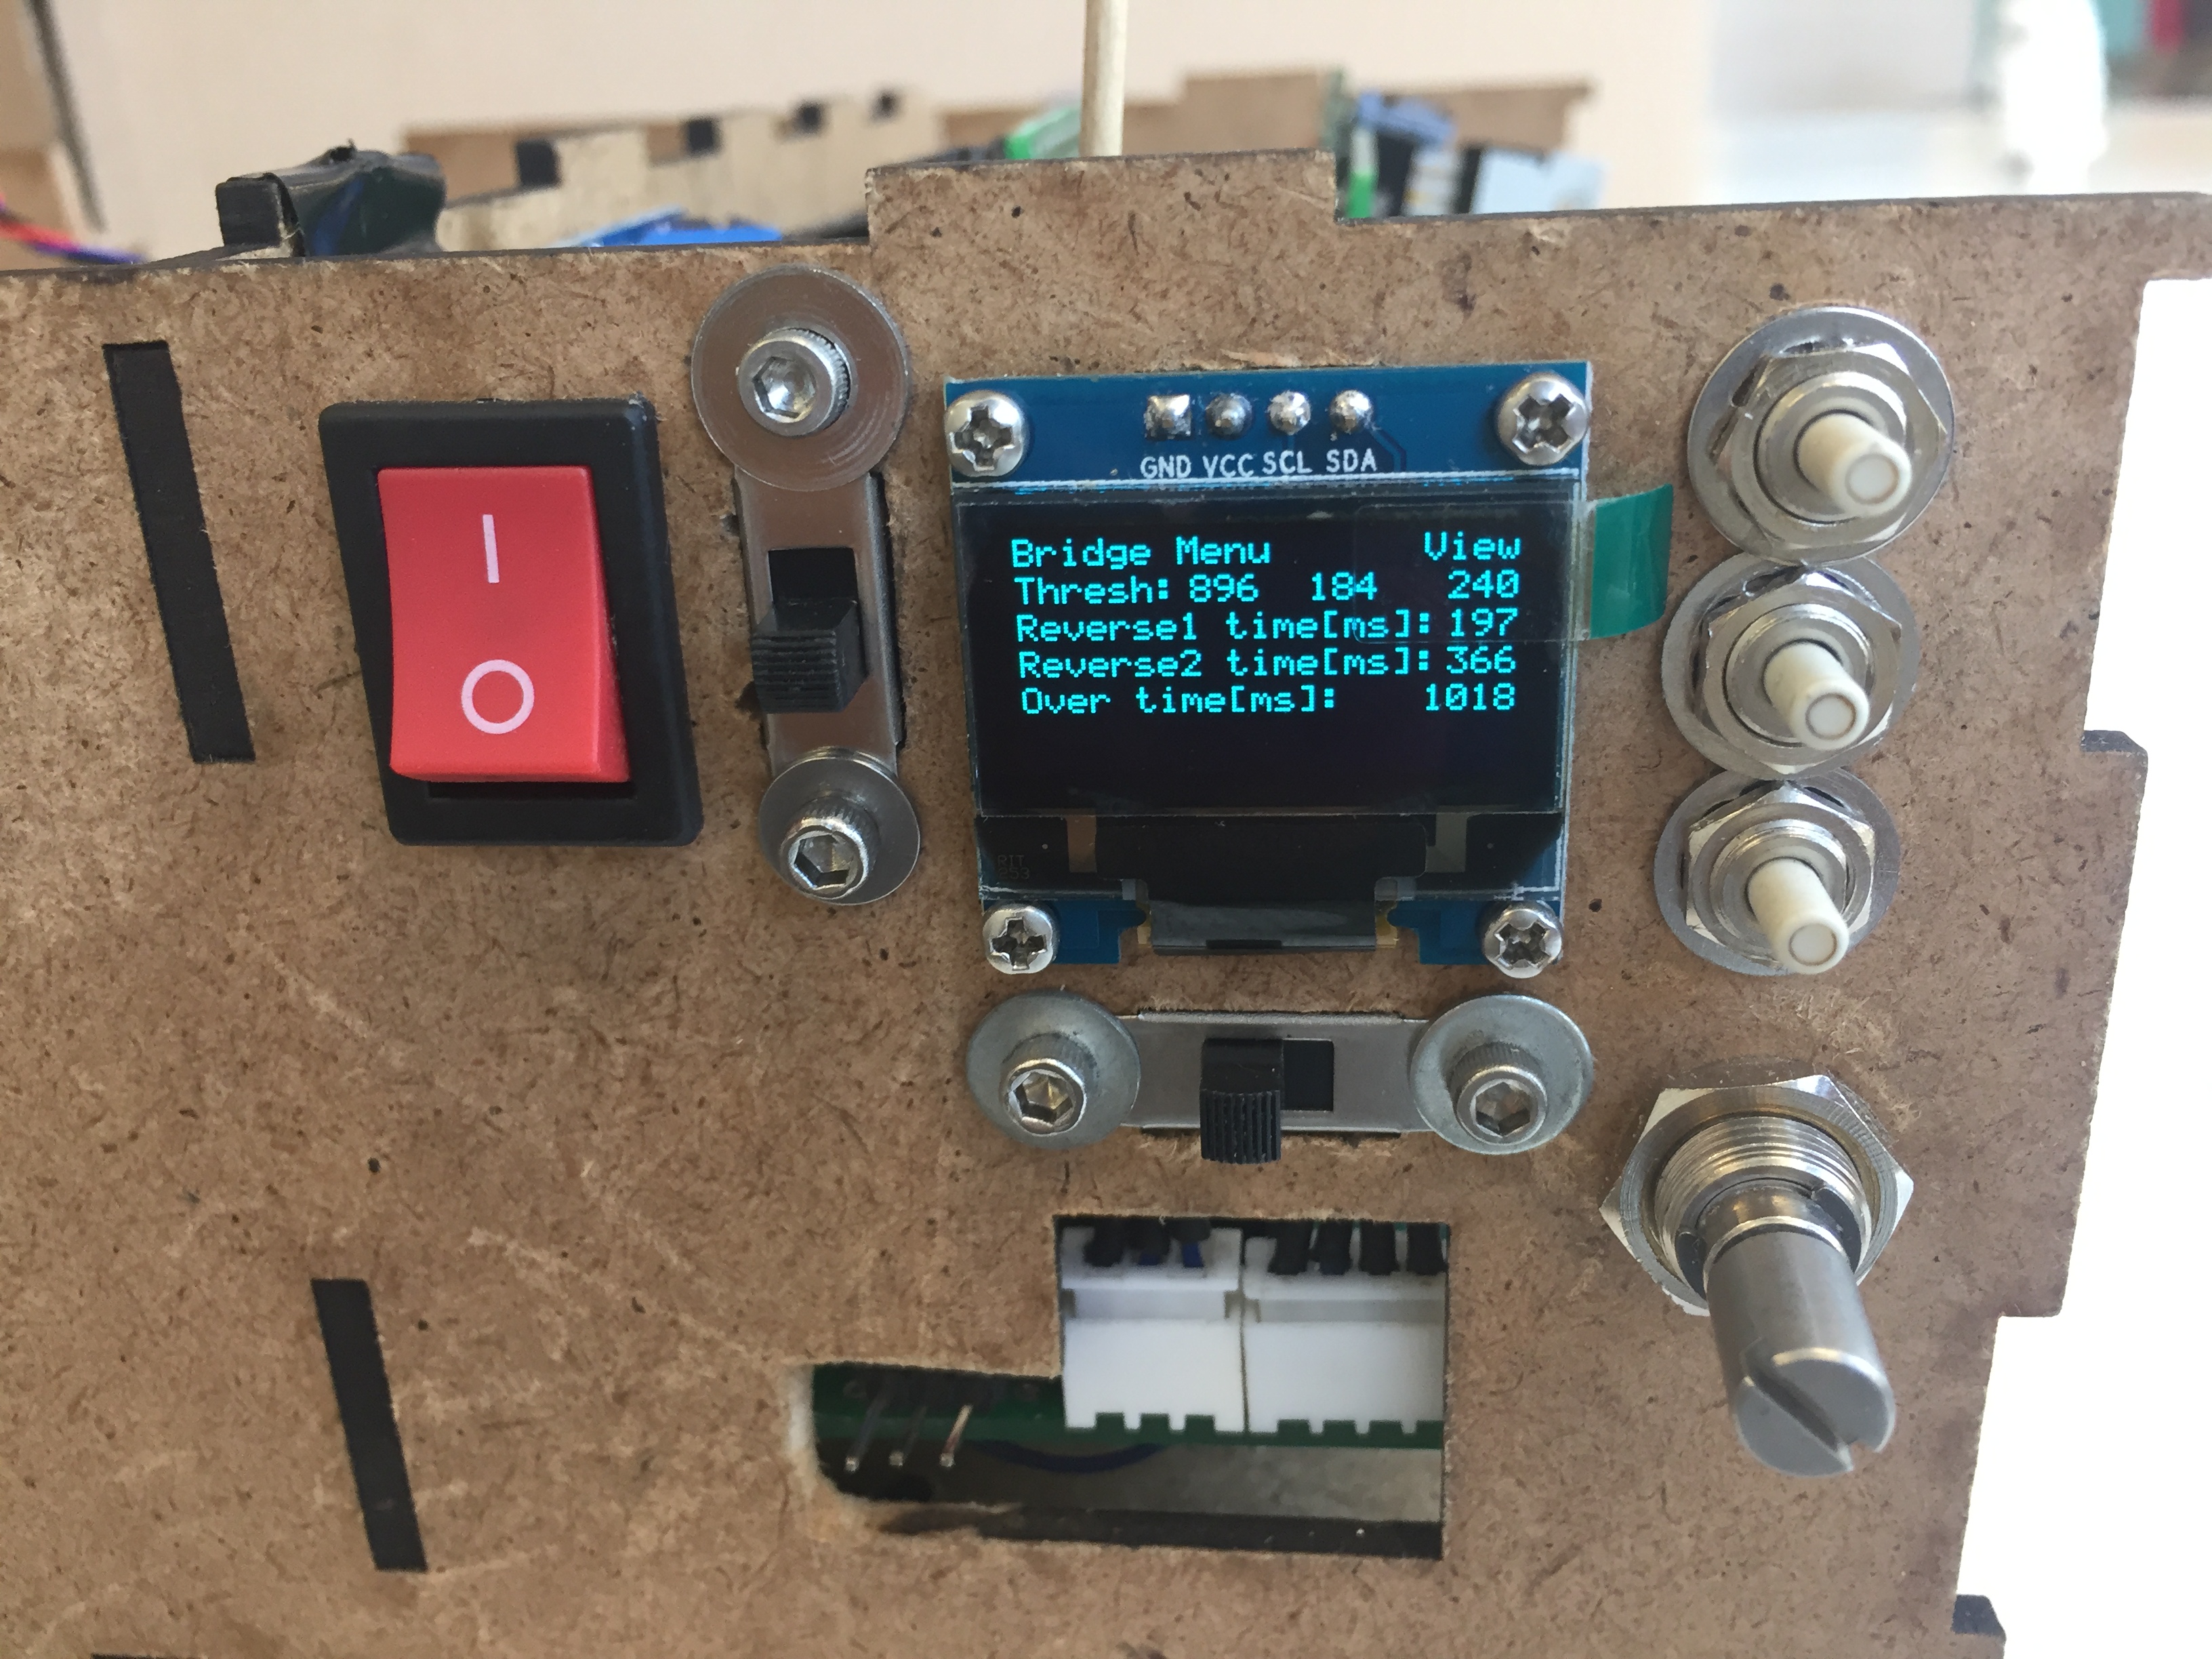 GND VCC SCL SDA
Bridge Menu View
Thresh: 896 184 240
Reverse1 time[ms]: 197
Reverse2 time[ms]: 366
Over time[ms]: 1018
I
O